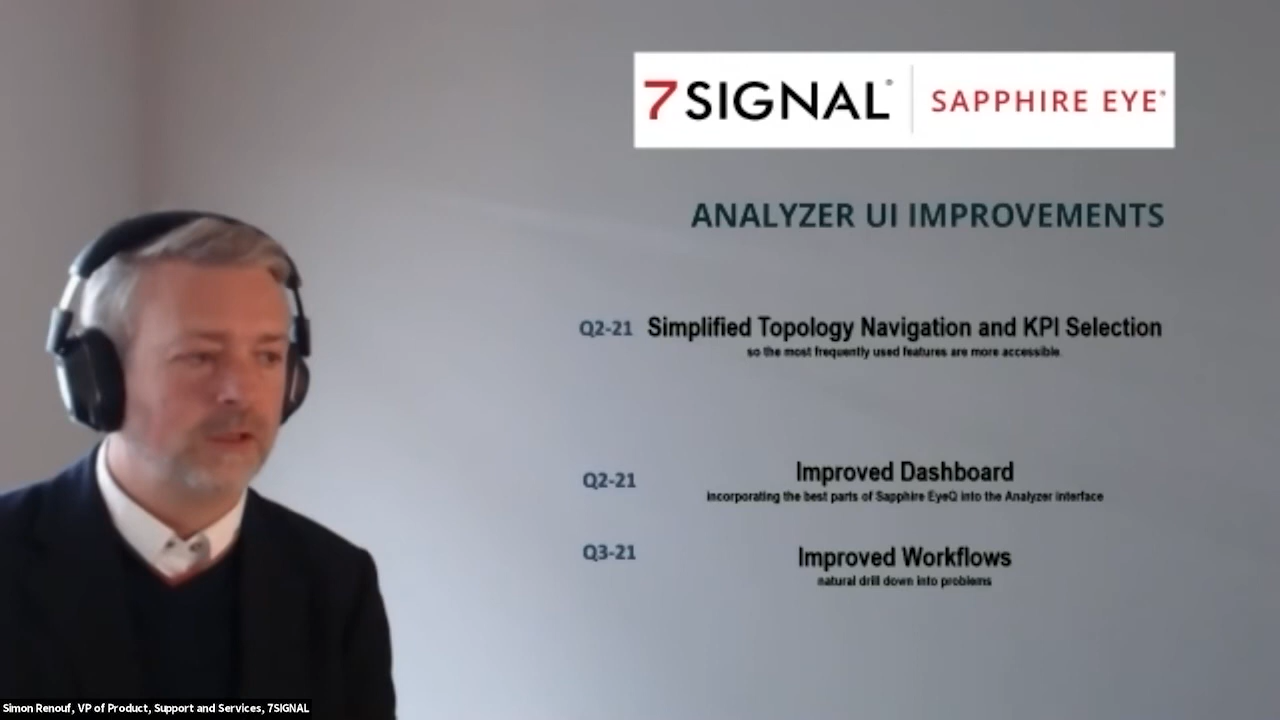 7SIGNAL® | SAPPHIRE EYE®
ANALYZER UI IMPROVEMENTS
Q2-21 Simplified Topology Navigation and KPI Selection
so the most frequently used features are more accessible.
Q2-21 Improved Dashboard
incorporating the best parts of Sapphire EyeQ into the Analyzer interface
Q3-21 Improved Workflows
natural drill down into problems
Simon Renouf, VP of Product, Support and Services, 7SIGNAL